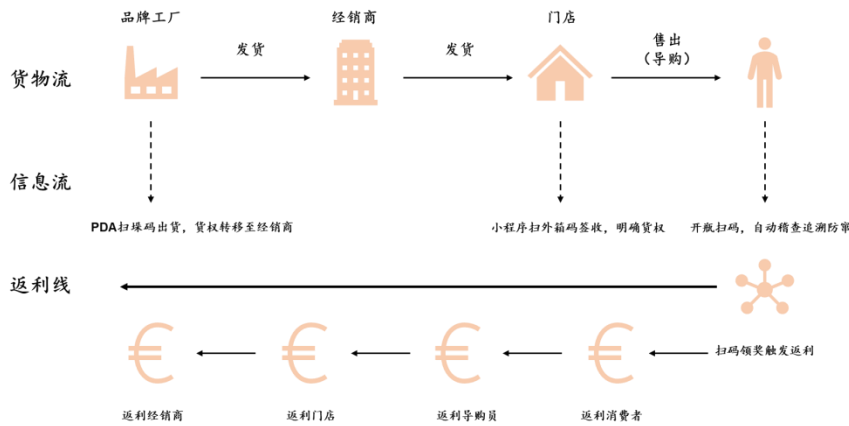 品牌工厂
经销商
门店
发货
发货
售出
（导购）
货物流
信息流
PDA扫垛码出货，货权转移至经销商
小程序扫外箱码签收，明确货权
开瓶扫码，自动稽查追溯防窜
返利线
扫码领奖触发返利
返利经销商
返利门店
返利导购员
返利消费者